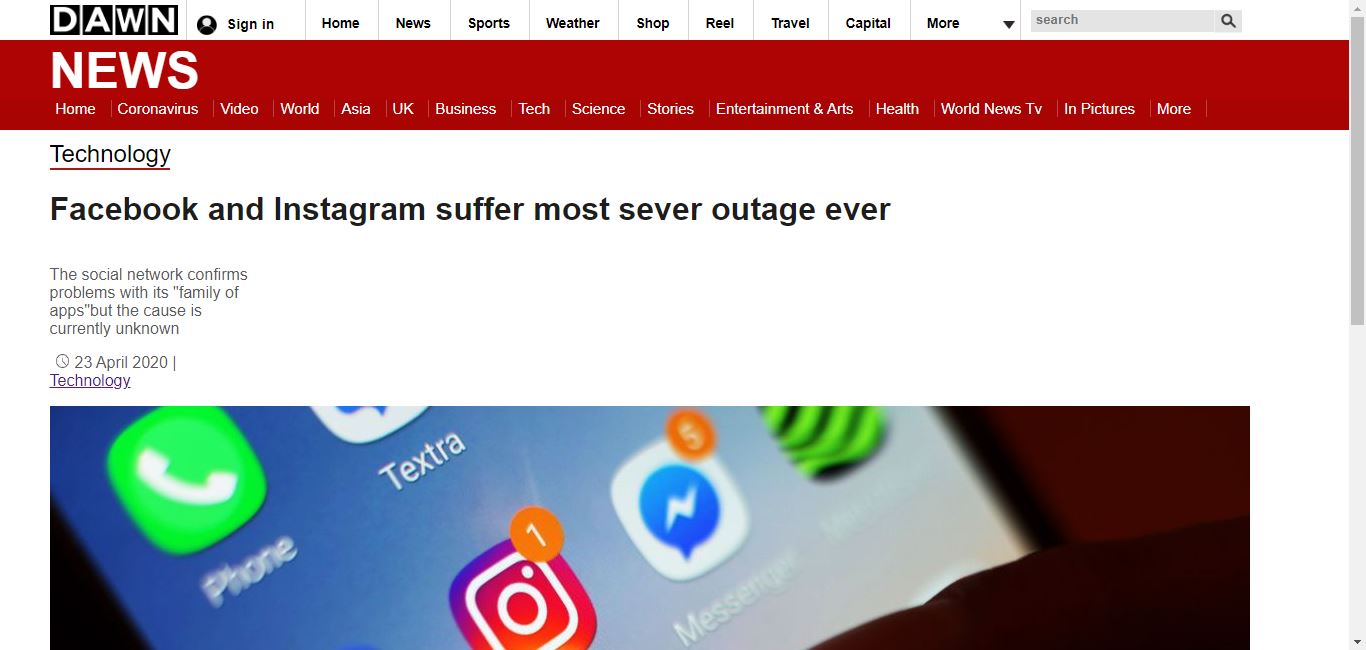 DAWN Sign in Home News Sports Weather Shop Reel Travel Capital More search
NEWS
Home Coronavirus Video World Asia UK Business Tech Science Stories Entertainment & Arts Health World News Tv In Pictures More
Technology
Facebook and Instagram suffer most sever outage ever
The social network confirms
problems with its "family of
apps"but the cause is
currently unknown
23 April 2020 |
Technology
Textra
5
1
Phone
Messenger